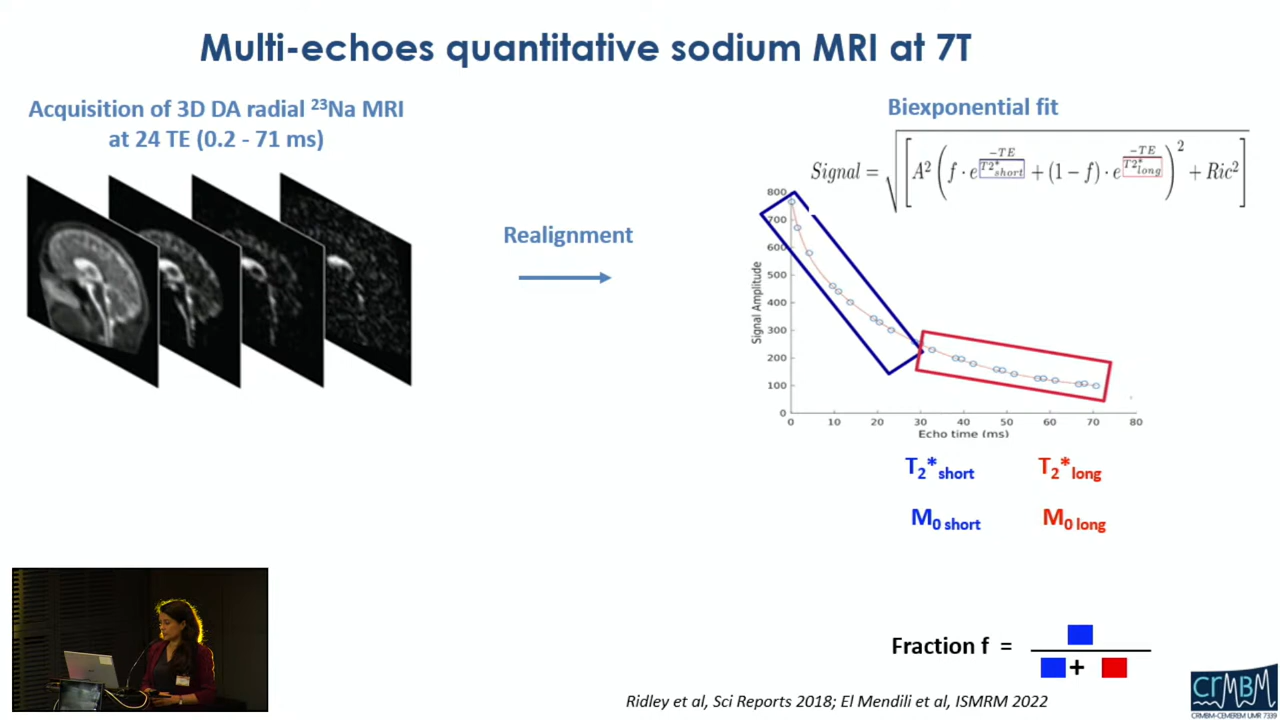 Multi-echoes quantitative sodium MRI at 7T
Acquisition of 3D DA radial ²³Na MRI
at 24 TE (0.2 - 71 ms)
Realignment
Biexponential fit
Signal = √[A² (f · e^(-TE/T2*short) + (1 − f) · e^(-TE/T2*long))² + Ric²]
Signal Amplitude
800
700
600
500
400
300
200
100
0
0 10 20 30 40 50 60 70 80
Echo time (ms)
T₂*short T₂*long
M₀ short M₀ long
Fraction f =
+
Ridley et al, Sci Reports 2018; El Mendili et al, ISMRM 2022
CRMBM
CRMBM-CEMEREM UMR 7339